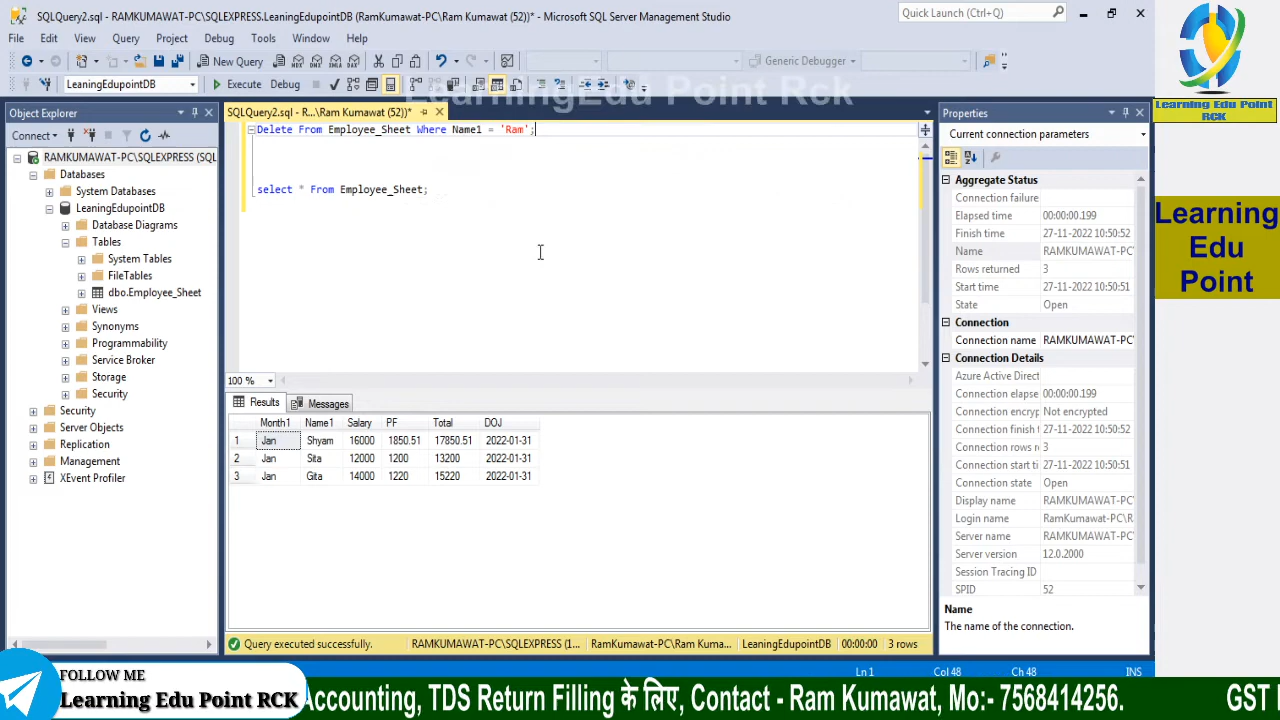 SQLQuery2.sql - RAMKUMAWAT-PC\SQLEXPRESS.LeaningEdupointDB (RamKumawat-PC\Ram Kumawat (52))* - Microsoft SQL Server Management Studio
Quick Launch (Ctrl+Q)
File Edit View Query Project Debug Tools Window Help
New Query
Generic Debugger
LeaningEdupointDB
Execute Debug
LearningEdu Point Rck
Learning Edu Point
RCK
Object Explorer
SQLQuery2.sql - R...\Ram Kumawat (52))*
Properties
Connect
Current connection parameters
Delete From Employee_Sheet Where Name1 = 'Ram';
select * From Employee_Sheet;
RAMKUMAWAT-PC\SQLEXPRESS (SQL
Databases
System Databases
LeaningEdupointDB
Database Diagrams
Tables
System Tables
FileTables
dbo.Employee_Sheet
Views
Synonyms
Programmability
Service Broker
Storage
Security
Security
Server Objects
Replication
Management
XEvent Profiler
100 %
Results Messages
Month1 Name1 Salary PF Total DOJ
1 Jan Shyam 16000 1850.51 17850.51 2022-01-31
2 Jan Sita 12000 1200 13200 2022-01-31
3 Jan Gita 14000 1220 15220 2022-01-31
Query executed successfully. RAMKUMAWAT-PC\SQLEXPRESS (1... RamKumawat-PC\Ram Kuma... LeaningEdupointDB 00:00:00 3 rows
Aggregate Status
Connection failure
Elapsed time 00:00:00.199
Finish time 27-11-2022 10:50:52
Name RAMKUMAWAT-PC\
Rows returned 3
Start time 27-11-2022 10:50:51
State Open
Connection
Connection name RAMKUMAWAT-PC\
Connection Details
Azure Active Direct
Connection elapse 00:00:00.199
Connection encryp Not encrypted
Connection finish t 27-11-2022 10:50:52
Connection rows re 3
Connection start ti 27-11-2022 10:50:51
Connection state Open
Display name RAMKUMAWAT-PC\
Login name RamKumawat-PC\R
Server name RAMKUMAWAT-PC\
Server version 12.0.2000
Session Tracing ID
SPID 52
Name
The name of the connection.
Learning
Edu
Point
Ln 1 Col 48 Ch 48 INS
FOLLOW ME
Learning Edu Point RCK
Accounting, TDS Return Filling के लिए, Contact - Ram Kumawat, Mo:- 7568414256. GST